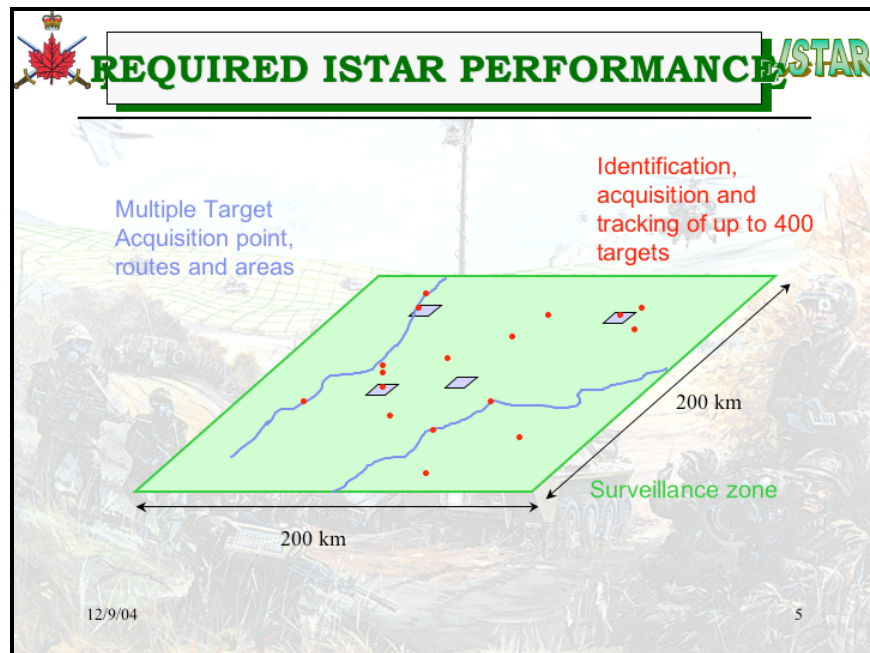 REQUIRED ISTAR PERFORMANCE
ISTAR
Multiple Target
Acquisition point,
routes and areas
Identification,
acquisition and
tracking of up to 400
targets
200 km
Surveillance zone
200 km
12/9/04
5